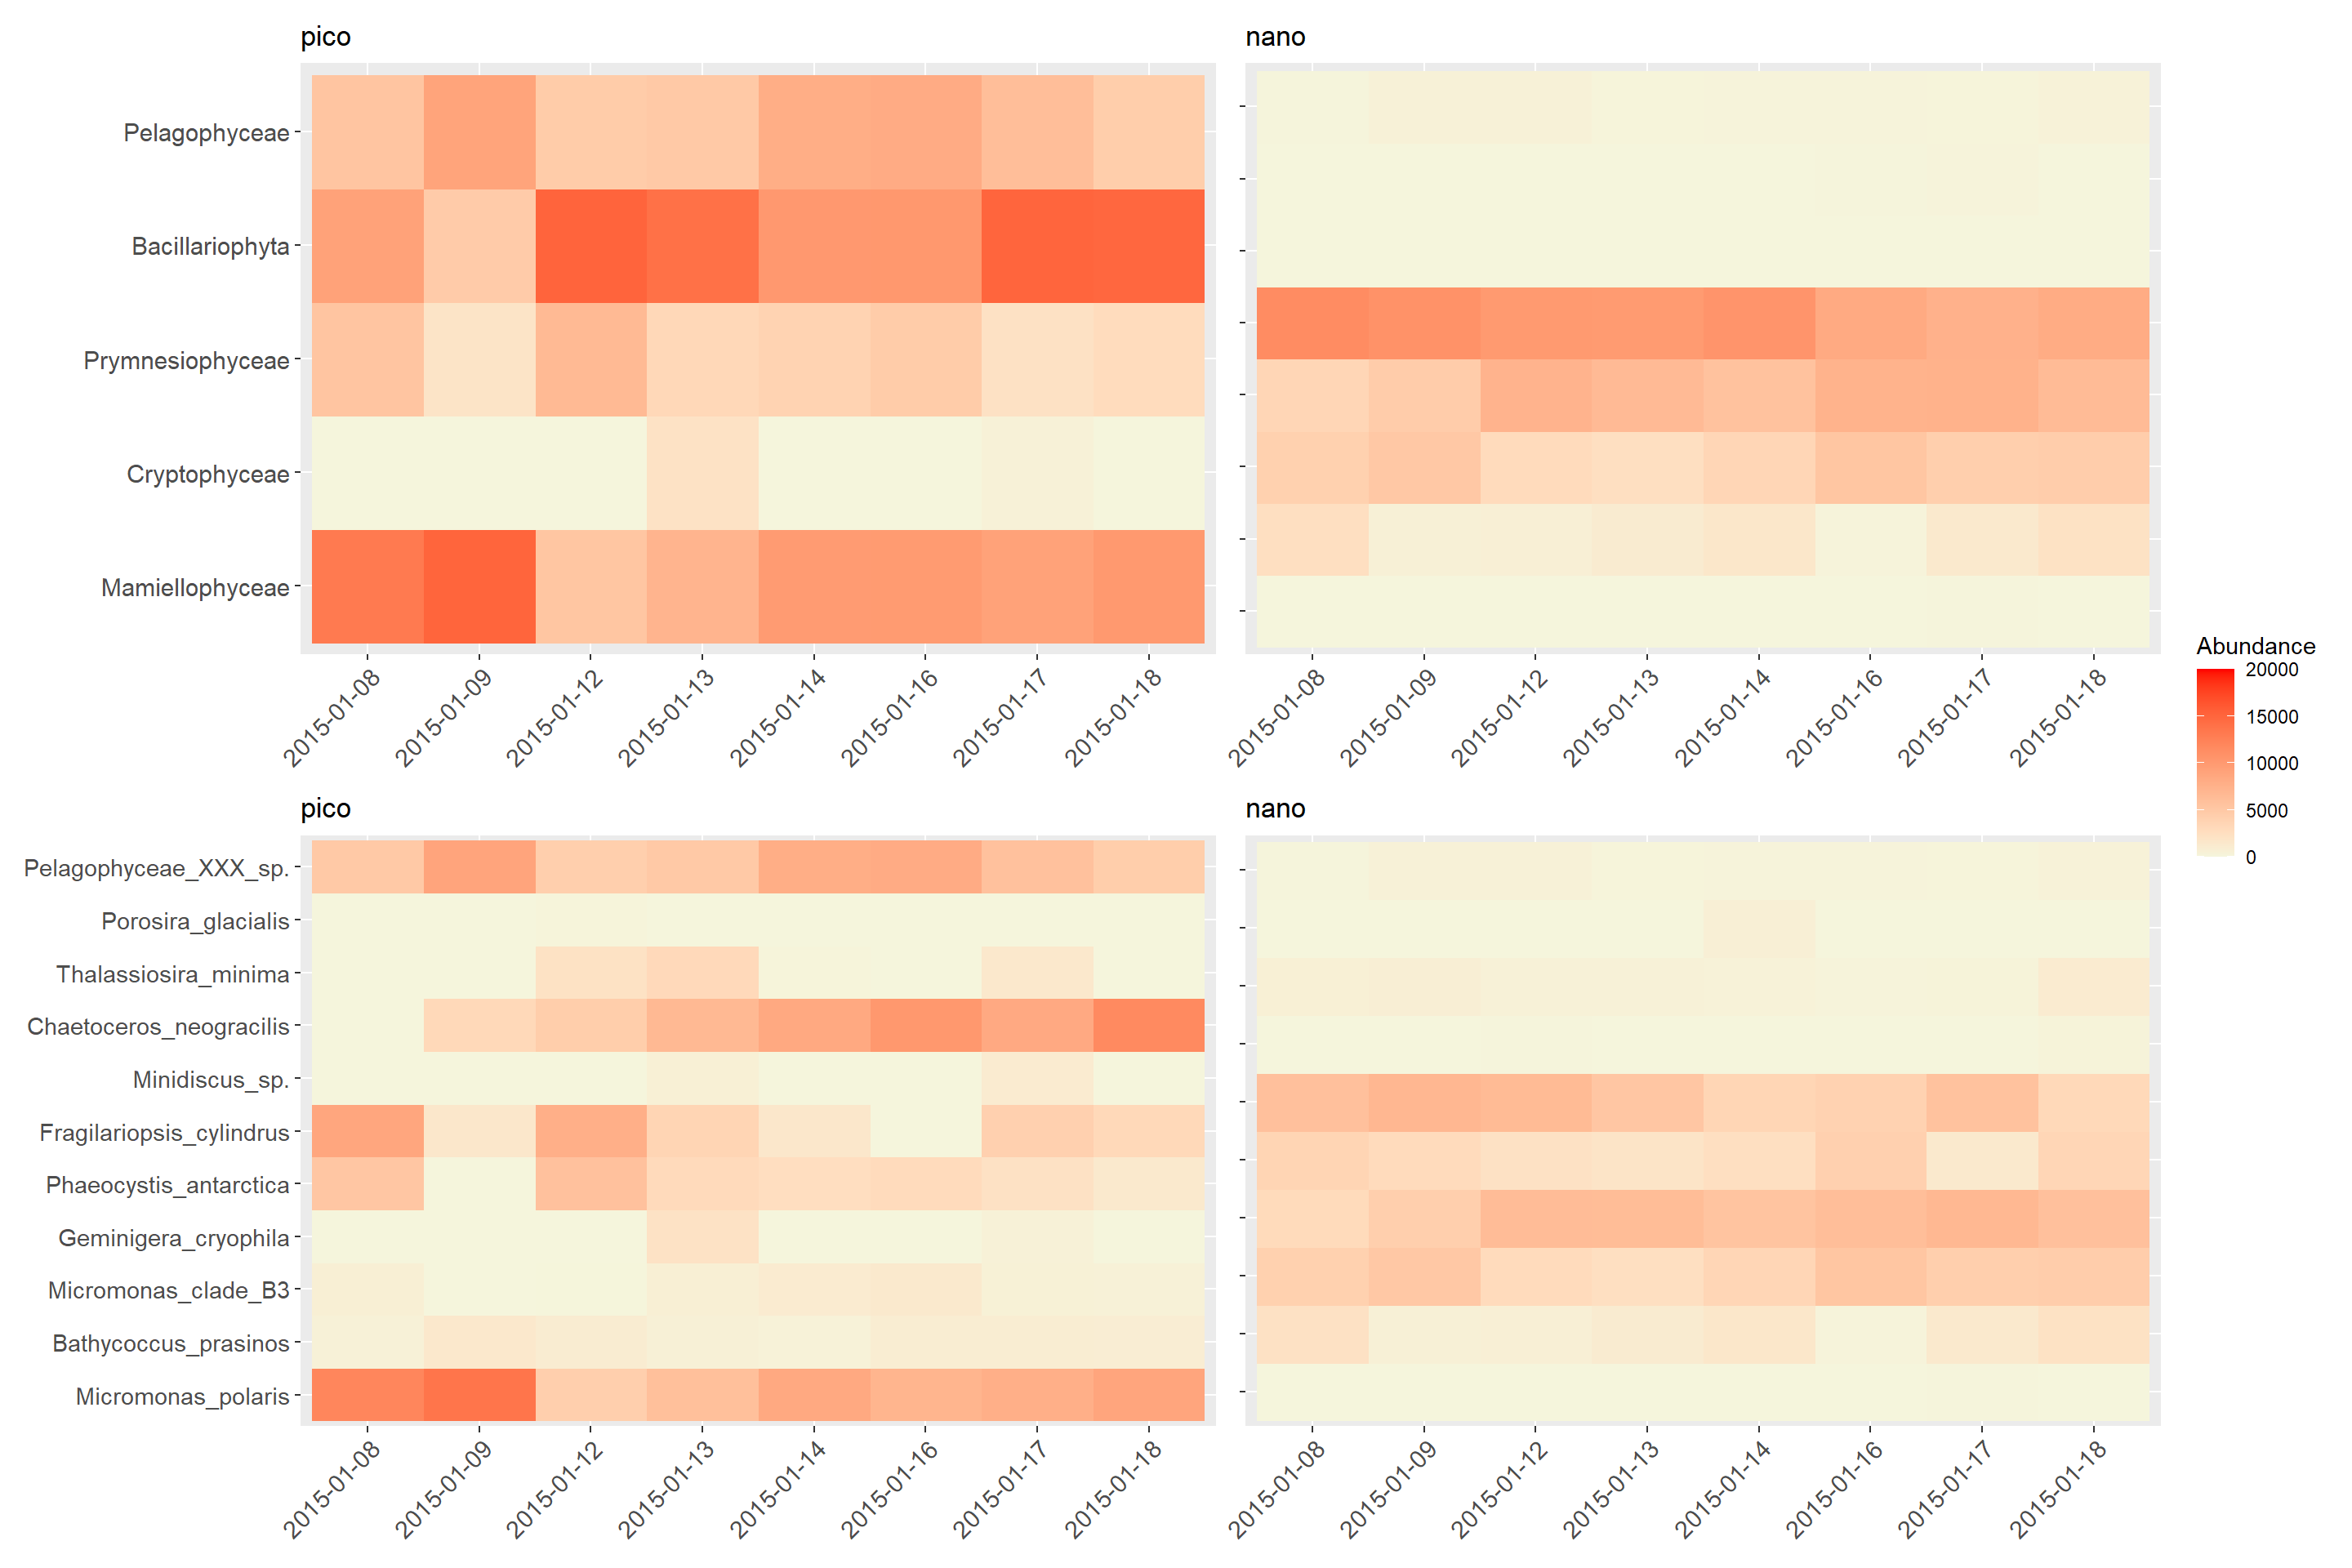 pico
nano
Pelagophyceae
Bacillariophyta
Prymnesiophyceae
Cryptophyceae
Mamiellophyceae
2015-01-08
2015-01-09
2015-01-12
2015-01-13
2015-01-14
2015-01-16
2015-01-17
2015-01-18
2015-01-08
2015-01-09
2015-01-12
2015-01-13
2015-01-14
2015-01-16
2015-01-17
2015-01-18
Abundance
20000
15000
10000
5000
0
pico
nano
Pelagophyceae_XXX_sp.
Porosira_glacialis
Thalassiosira_minima
Chaetoceros_neogracilis
Minidiscus_sp.
Fragilariopsis_cylindrus
Phaeocystis_antarctica
Geminigera_cryophila
Micromonas_clade_B3
Bathycoccus_prasinos
Micromonas_polaris
2015-01-08
2015-01-09
2015-01-12
2015-01-13
2015-01-14
2015-01-16
2015-01-17
2015-01-18
2015-01-08
2015-01-09
2015-01-12
2015-01-13
2015-01-14
2015-01-16
2015-01-17
2015-01-18